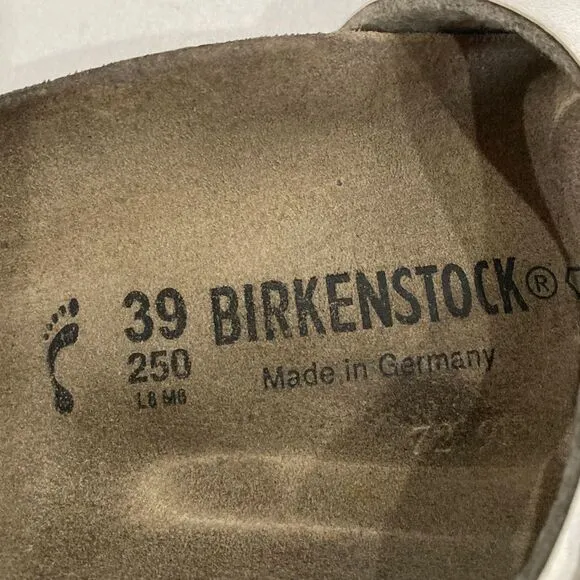 39 BIRKENSTOCK®
250 Made in Germany
L8 M6